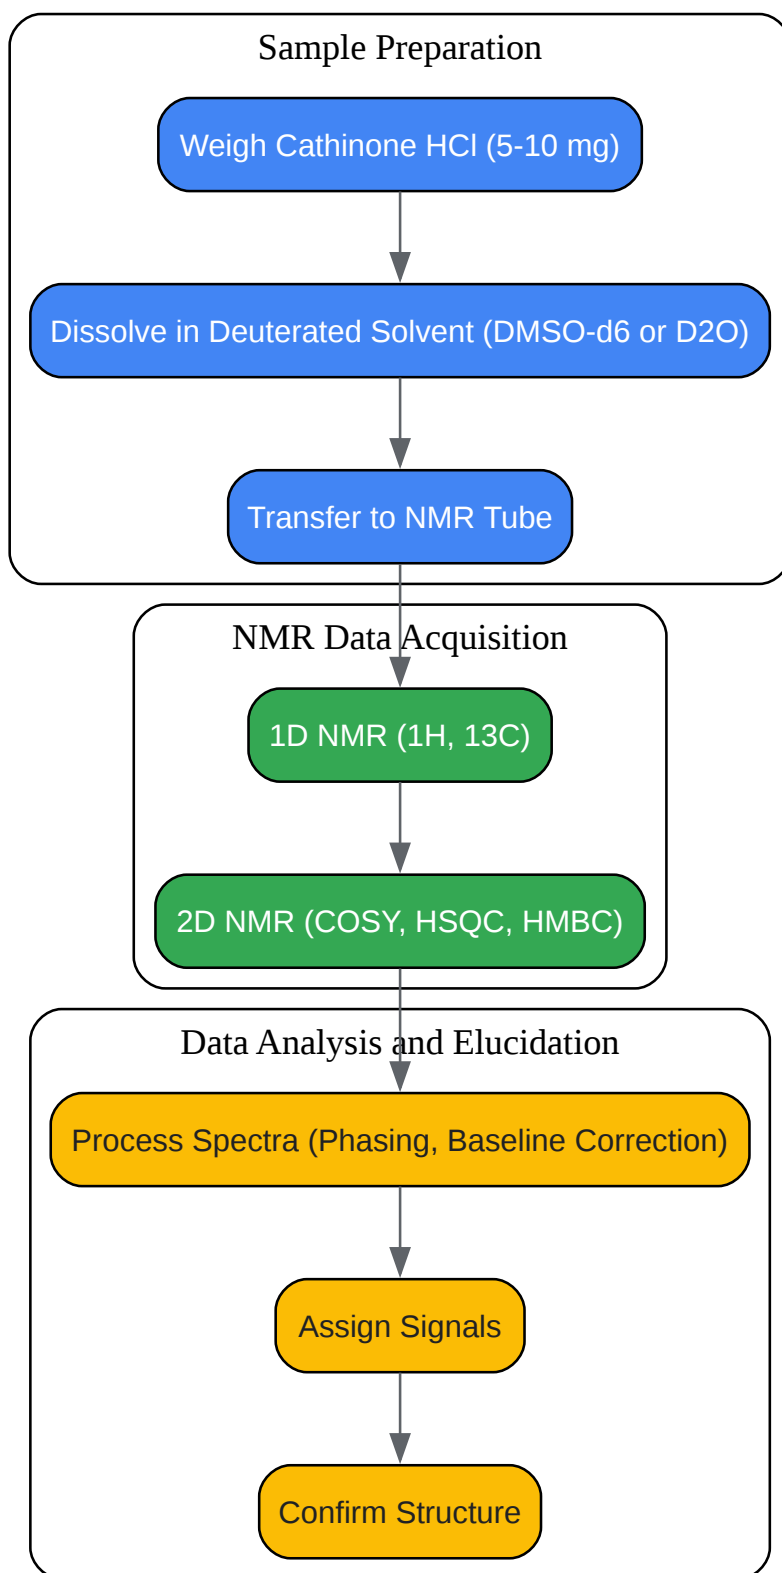 Sample Preparation
Weigh Cathinone HCl (5-10 mg)
Dissolve in Deuterated Solvent (DMSO-d6 or D2O)
Transfer to NMR Tube
NMR Data Acquisition
1D NMR (1H, 13C)
2D NMR (COSY, HSQC, HMBC)
Data Analysis and Elucidation
Process Spectra (Phasing, Baseline Correction)
Assign Signals
Confirm Structure